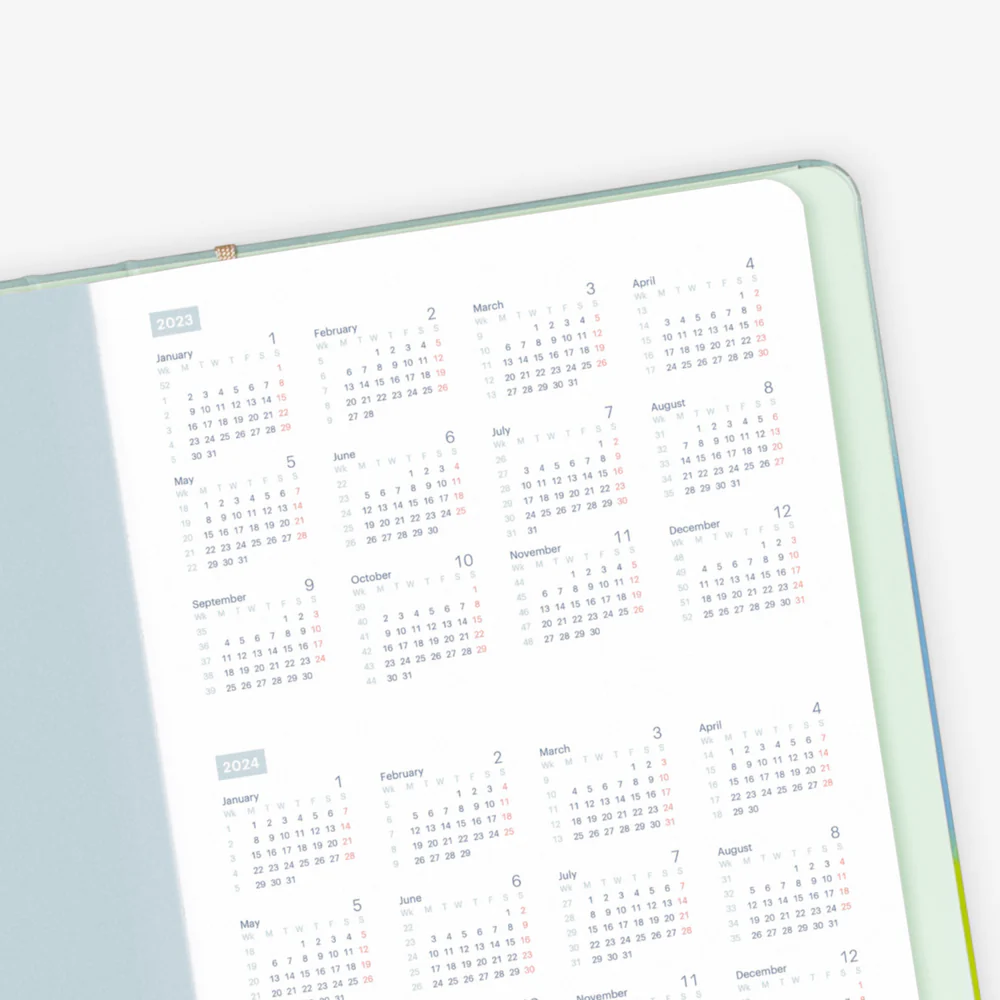 2023
January 1
Wk M T W T F S S
52 1
1 2 3 4 5 6 7 8
2 9 10 11 12 13 14 15
3 16 17 18 19 20 21 22
4 23 24 25 26 27 28 29
5 30 31
February 2
Wk M T W T F S S
5 1 2 3 4 5
6 6 7 8 9 10 11 12
7 13 14 15 16 17 18 19
8 20 21 22 23 24 25 26
9 27 28
March 3
Wk M T W T F S S
9 1 2 3 4 5
10 6 7 8 9 10 11 12
11 13 14 15 16 17 18 19
12 20 21 22 23 24 25 26
13 27 28 29 30 31
April 4
Wk M T W T F S S
13 1 2
14 3 4 5 6 7 8 9
15 10 11 12 13 14 15 16
16 17 18 19 20 21 22 23
17 24 25 26 27 28 29 30
May 5
Wk M T W T F S S
18 1 2 3 4 5 6 7
19 8 9 10 11 12 13 14
20 15 16 17 18 19 20 21
21 22 23 24 25 26 27 28
22 29 30 31
June 6
Wk M T W T F S S
22 1 2 3 4
23 5 6 7 8 9 10 11
24 12 13 14 15 16 17 18
25 19 20 21 22 23 24 25
26 26 27 28 29 30
July 7
Wk M T W T F S S
26 1 2
27 3 4 5 6 7 8 9
28 10 11 12 13 14 15 16
29 17 18 19 20 21 22 23
30 24 25 26 27 28 29 30
31 31
August 8
Wk M T W T F S S
31 1 2 3 4 5 6
32 7 8 9 10 11 12 13
33 14 15 16 17 18 19 20
34 21 22 23 24 25 26 27
35 28 29 30 31
September 9
Wk M T W T F S S
35 1 2 3
36 4 5 6 7 8 9 10
37 11 12 13 14 15 16 17
38 18 19 20 21 22 23 24
39 25 26 27 28 29 30
October 10
Wk M T W T F S S
39 1
40 2 3 4 5 6 7 8
41 9 10 11 12 13 14 15
42 16 17 18 19 20 21 22
43 23 24 25 26 27 28 29
44 30 31
November 11
Wk M T W T F S S
44 1 2 3 4 5
45 6 7 8 9 10 11 12
46 13 14 15 16 17 18 19
47 20 21 22 23 24 25 26
48 27 28 29 30
December 12
Wk M T W T F S S
48 1 2 3
49 4 5 6 7 8 9 10
50 11 12 13 14 15 16 17
51 18 19 20 21 22 23 24
52 25 26 27 28 29 30 31
2024
January 1
Wk M T W T F S S
1 1 2 3 4 5 6 7
2 8 9 10 11 12 13 14
3 15 16 17 18 19 20 21
4 22 23 24 25 26 27 28
5 29 30 31
February 2
Wk M T W T F S S
5 1 2 3 4
6 5 6 7 8 9 10 11
7 12 13 14 15 16 17 18
8 19 20 21 22 23 24 25
9 26 27 28 29
March 3
Wk M T W T F S S
9 1 2 3
10 4 5 6 7 8 9 10
11 11 12 13 14 15 16 17
12 18 19 20 21 22 23 24
13 25 26 27 28 29 30 31
April 4
Wk M T W T F S S
14 1 2 3 4 5 6 7
15 8 9 10 11 12 13 14
16 15 16 17 18 19 20 21
17 22 23 24 25 26 27 28
18 29 30
May 5
Wk M T W T F S S
18 1 2 3 4 5
19 6 7 8 9 10 11 12
20 13 14 15 16 17 18 19
21 20 21 22 23 24 25 26
June 6
Wk M T W T F S S
22 1 2
23 3 4 5 6 7 8 9
24 10 11 12 13 14 15 16
25 17 18 19 20 21 22 23
26 24 25 26 27 28 29 30
July 7
Wk M T W T F S S
27 1 2 3 4 5 6 7
28 8 9 10 11 12 13 14
29 15 16 17 18 19 20 21
30 22 23 24 25 26 27 28
31 29 30 31
August 8
Wk M T W T F S S
31 1 2 3 4
32 5 6 7 8 9 10 11
33 12 13 14 15 16 17 18
34 19 20 21 22 23 24 25
35 26 27 28 29 30 31
November 11
December 12
Wk M T W T F S S
1